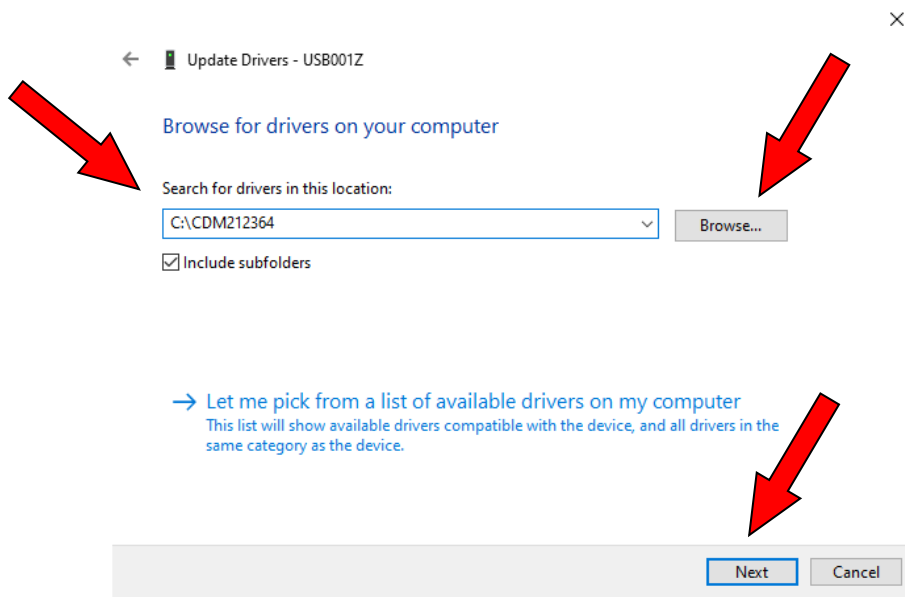 Update Drivers - USB001Z
Browse for drivers on your computer
Search for drivers in this location:
C:\CDM212364
Browse...
Include subfolders
Let me pick from a list of available drivers on my computer
This list will show available drivers compatible with the device, and all drivers in the
same category as the device.
Next
Cancel